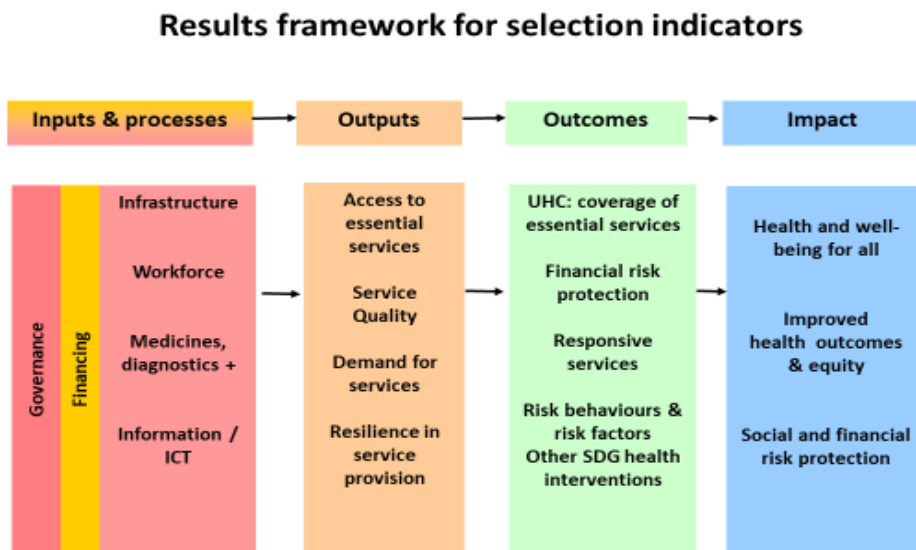 Results framework for selection indicators
Inputs & processes
Outputs
Outcomes
Impact
Governance
Financing
Infrastructure
Workforce
Medicines,
diagnostics +
Information /
ICT
Access to
essential
services
Service
Quality
Demand for
services
Resilience in
service
provision
UHC: coverage of
essential services
Financial risk
protection
Responsive
services
Risk behaviours &
risk factors
Other SDG health
interventions
Health and well-
being for all
Improved
health outcomes
& equity
Social and financial
risk protection